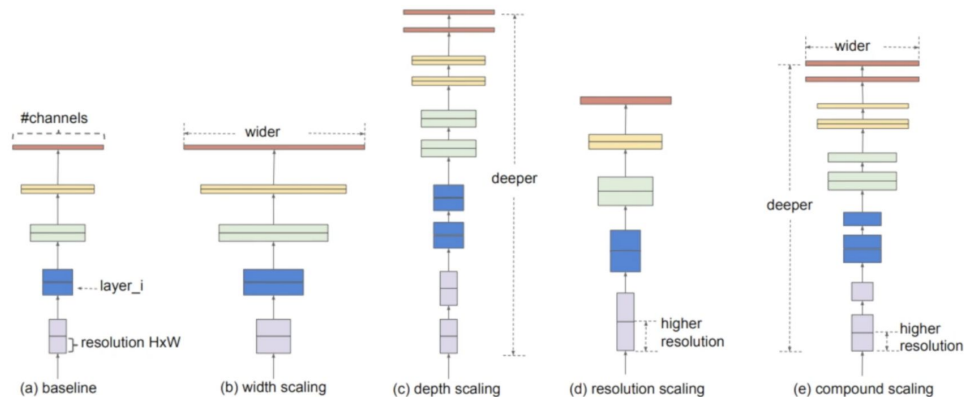 #channels
layer_i
resolution HxW
(a) baseline
wider
(b) width scaling
deeper
(c) depth scaling
higher
resolution
(d) resolution scaling
wider
deeper
higher
resolution
(e) compound scaling